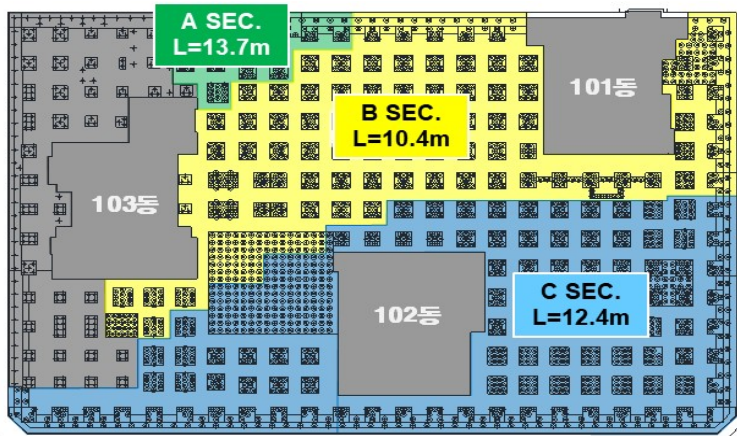 A SEC.
L=13.7m
101동
B SEC.
L=10.4m
103동
C SEC.
L=12.4m
102동